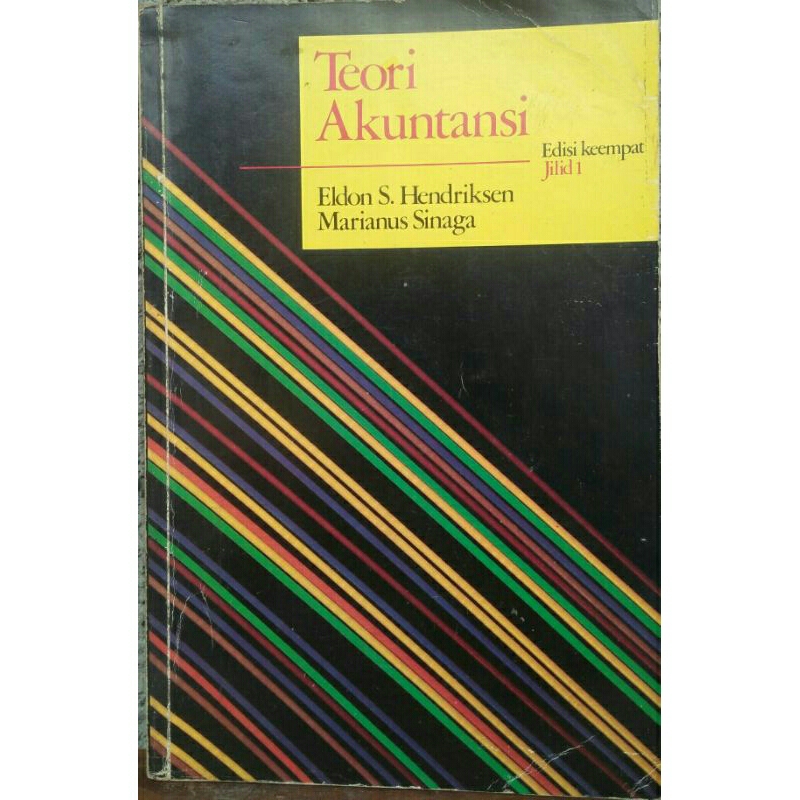 Teori
Akuntansi
Edisi keempat
Jilid 1
Eldon S. Hendriksen
Marianus Sinaga